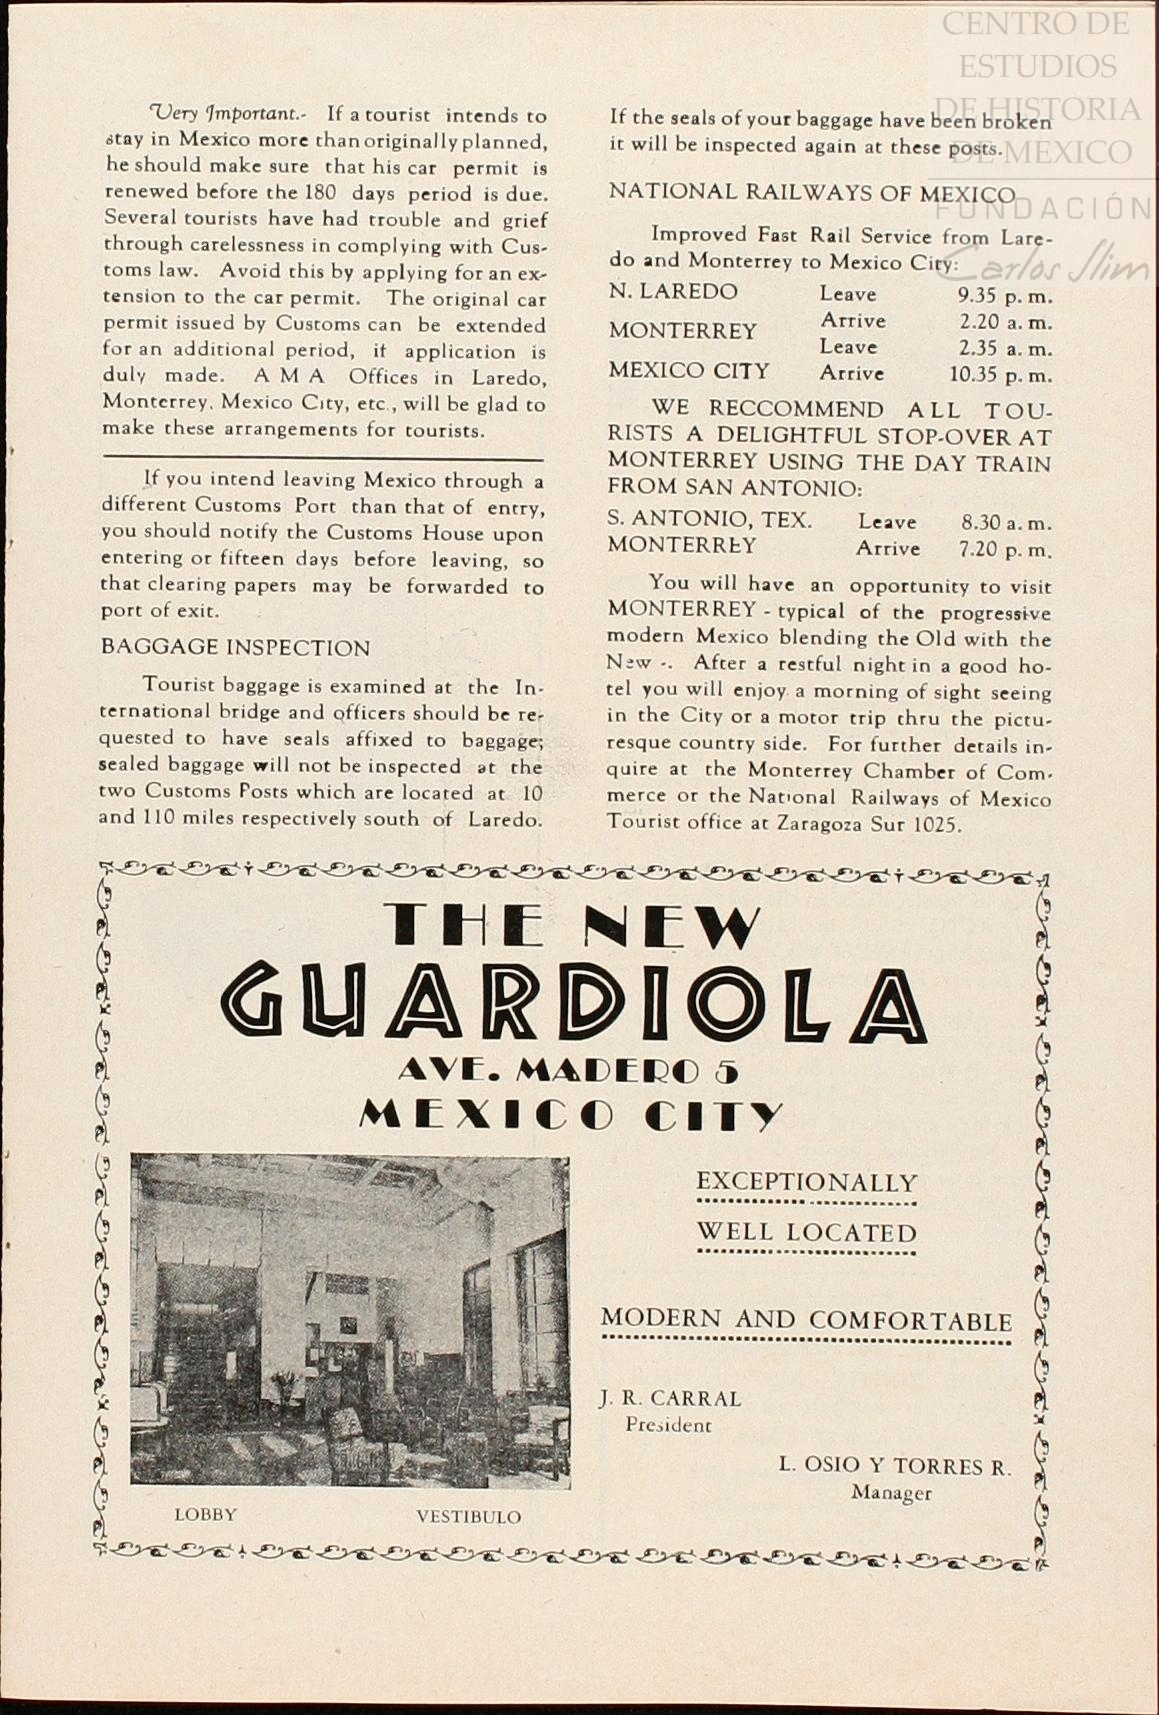 CENTRO DE
ESTUDIOS
DE HISTORIA
DE MEXICO
FUNDACIÓN
Carlos Slim
Very Important.- If a tourist intends to
stay in Mexico more than originally planned,
he should make sure that his car permit is
renewed before the 180 days period is due.
Several tourists have had trouble and grief
through carelessness in complying with Cus-
toms law. Avoid this by applying for an ex-
tension to the car permit. The original car
permit issued by Customs can be extended
for an additional period, if application is
duly made. A M A Offices in Laredo,
Monterrey, Mexico City, etc., will be glad to
make these arrangements for tourists.
If you intend leaving Mexico through a
different Customs Port than that of entry,
you should notify the Customs House upon
entering or fifteen days before leaving, so
that clearing papers may be forwarded to
port of exit.
BAGGAGE INSPECTION
Tourist baggage is examined at the In-
ternational bridge and officers should be re-
quested to have seals affixed to baggage;
sealed baggage will not be inspected at the
two Customs Posts which are located at 10
and 110 miles respectively south of Laredo.
If the seals of your baggage have been broken
it will be inspected again at these posts.
NATIONAL RAILWAYS OF MEXICO
Improved Fast Rail Service from Lare-
do and Monterrey to Mexico City:
N. LAREDO Leave 9.35 p. m.
MONTERREY Arrive 2.20 a. m.
Leave 2.35 a. m.
MEXICO CITY Arrive 10.35 p. m.
WE RECCOMMEND ALL TOU-
RISTS A DELIGHTFUL STOP-OVER AT
MONTERREY USING THE DAY TRAIN
FROM SAN ANTONIO:
S. ANTONIO, TEX. Leave 8.30 a. m.
MONTERREY Arrive 7.20 p. m.
You will have an opportunity to visit
MONTERREY - typical of the progressive
modern Mexico blending the Old with the
New -. After a restful night in a good ho-
tel you will enjoy a morning of sight seeing
in the City or a motor trip thru the pictu-
resque country side. For further details in-
quire at the Monterrey Chamber of Com-
merce or the National Railways of Mexico
Tourist office at Zaragoza Sur 1025.
THE NEW
GUARDIOLA
AVE. MADERO 5
MEXICO CITY
EXCEPTIONALLY
WELL LOCATED
MODERN AND COMFORTABLE
J. R. CARRAL
President
L. OSIO Y TORRES R.
Manager
LOBBY VESTIBULO